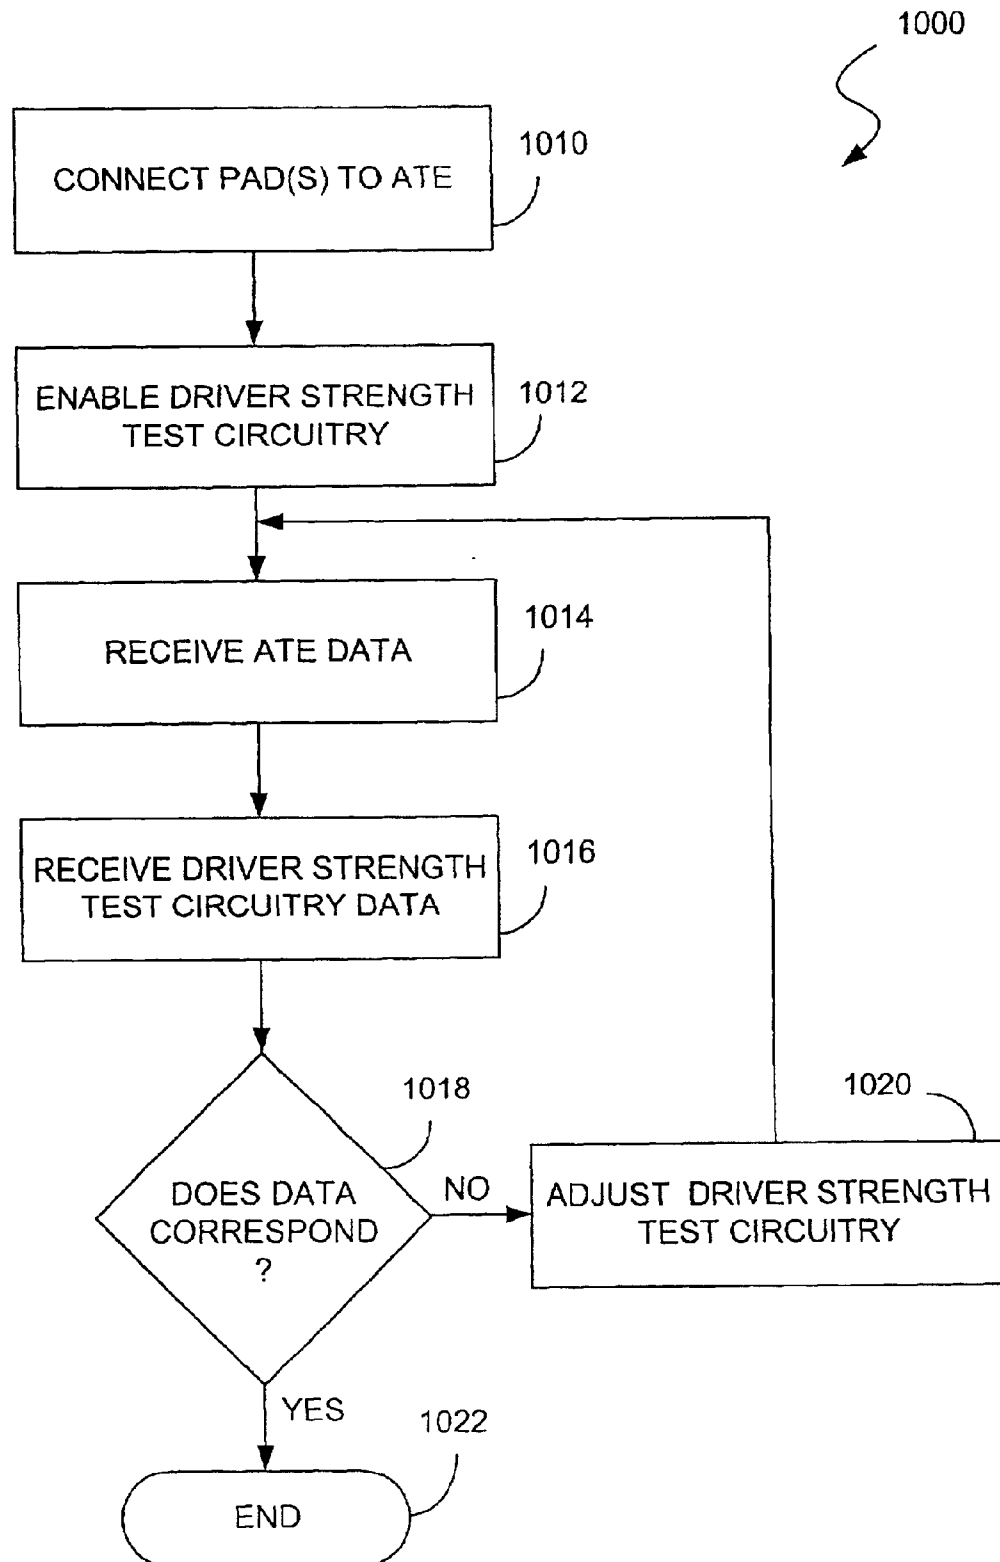 1000
CONNECT PAD(S) TO ATE
1010
ENABLE DRIVER STRENGTH
TEST CIRCUITRY
1012
RECEIVE ATE DATA
1014
RECEIVE DRIVER STRENGTH
TEST CIRCUITRY DATA
1016
DOES DATA
CORRESPOND
?
1018
NO
ADJUST DRIVER STRENGTH
TEST CIRCUITRY
1020
YES
END
1022